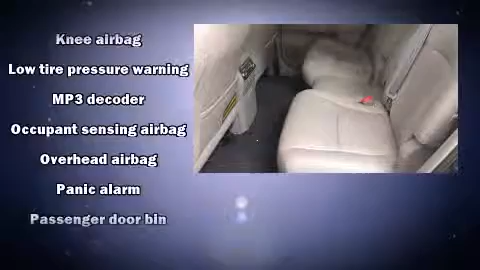 Knee airbag
Low tire pressure warning
MP3 decoder
Occupant sensing airbag
Overhead airbag
Panic alarm
Passenger door bin